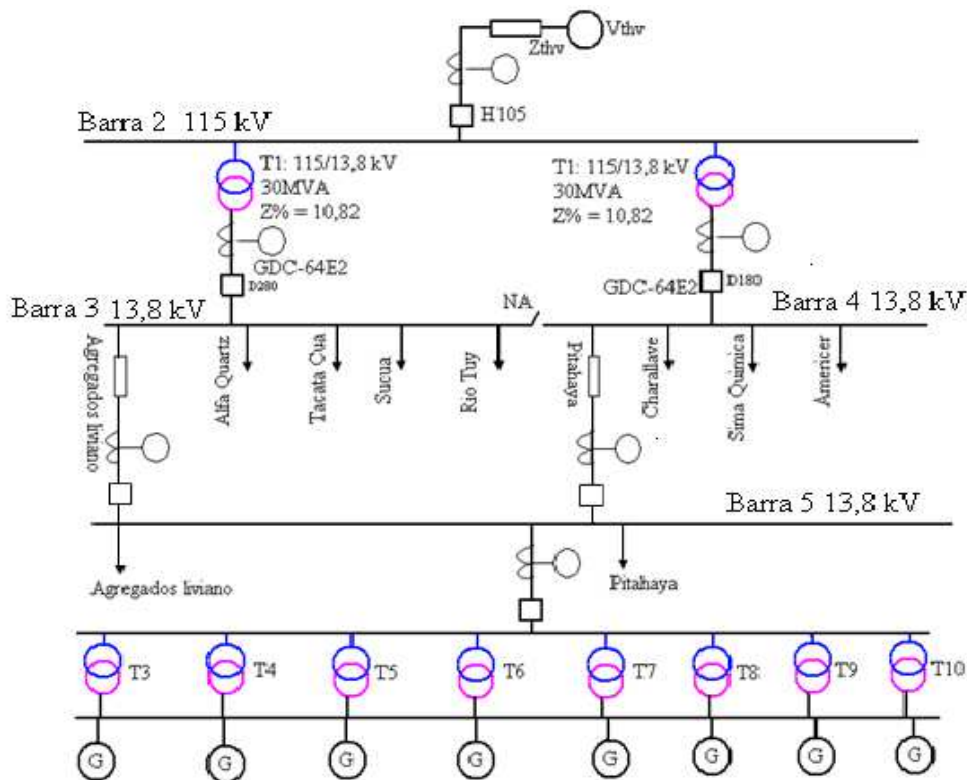 Vthv
Zthv
H105
Barra 2 115 kV
T1: 115/13,8 kV
30MVA
Z% = 10,82
T1: 115/13,8 kV
30MVA
Z% = 10,82
GDC-64E2
D280
GDC-64E2
D180
Barra 3 13,8 kV
NA
Barra 4 13,8 kV
Agregados liviano
Alfa Quartz
Tacata Cua
Sucua
Rio Tuy
Pitahaya
Charallave
Sima Quimica
Americer
Barra 5 13,8 kV
Agregados liviano
Pitahaya
T3
T4
T5
T6
T7
T8
T9
T10
G G G G G G G G